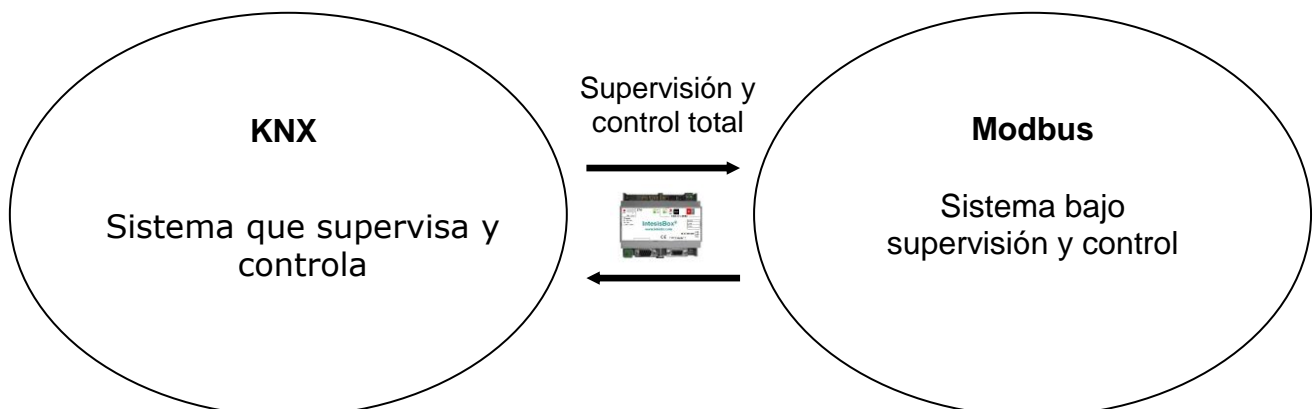 KNX
Sistema que supervisa y
controla
Supervisión y
control total
IntesisBox®
Modbus
Sistema bajo
supervisión y control